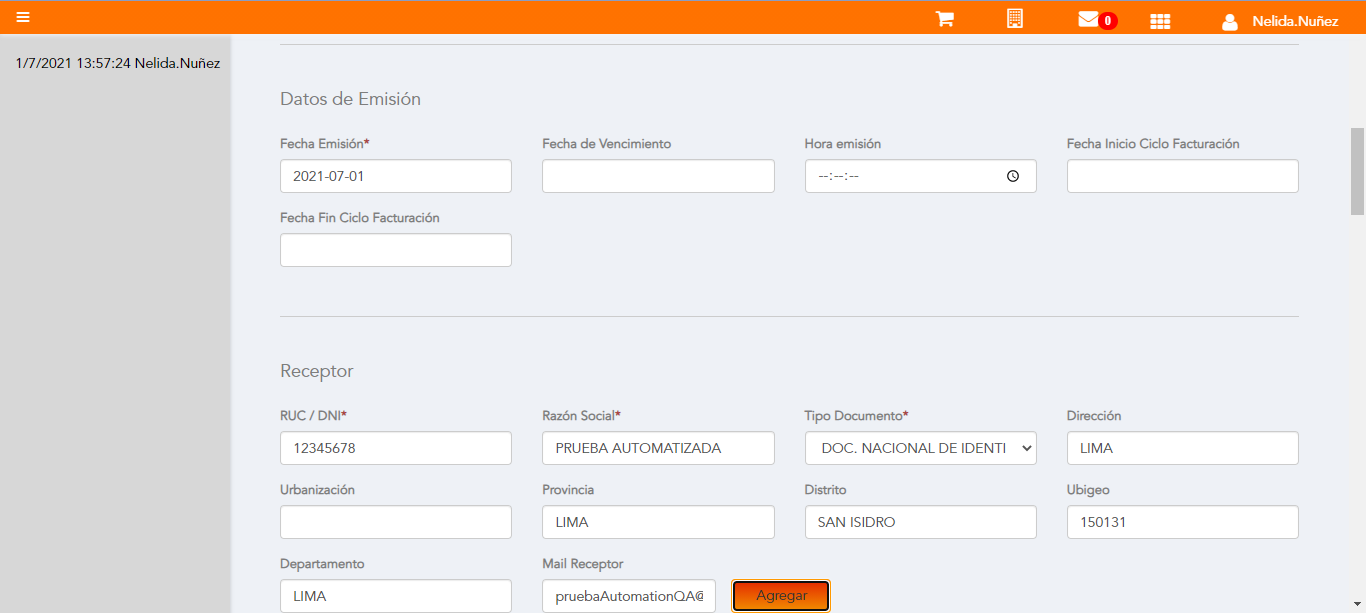 0
Nelida.Nuñez
1/7/2021 13:57:24 Nelida.Nuñez
Datos de Emisión
Fecha Emisión* Fecha de Vencimiento Hora emisión Fecha Inicio Ciclo Facturación
2021-07-01 --:--:--
Fecha Fin Ciclo Facturación
Receptor
RUC / DNI* Razón Social* Tipo Documento* Dirección
12345678 PRUEBA AUTOMATIZADA DOC. NACIONAL DE IDENTI LIMA
Urbanización Provincia Distrito Ubigeo
LIMA SAN ISIDRO 150131
Departamento Mail Receptor
LIMA pruebaAutomationQA@ Agregar